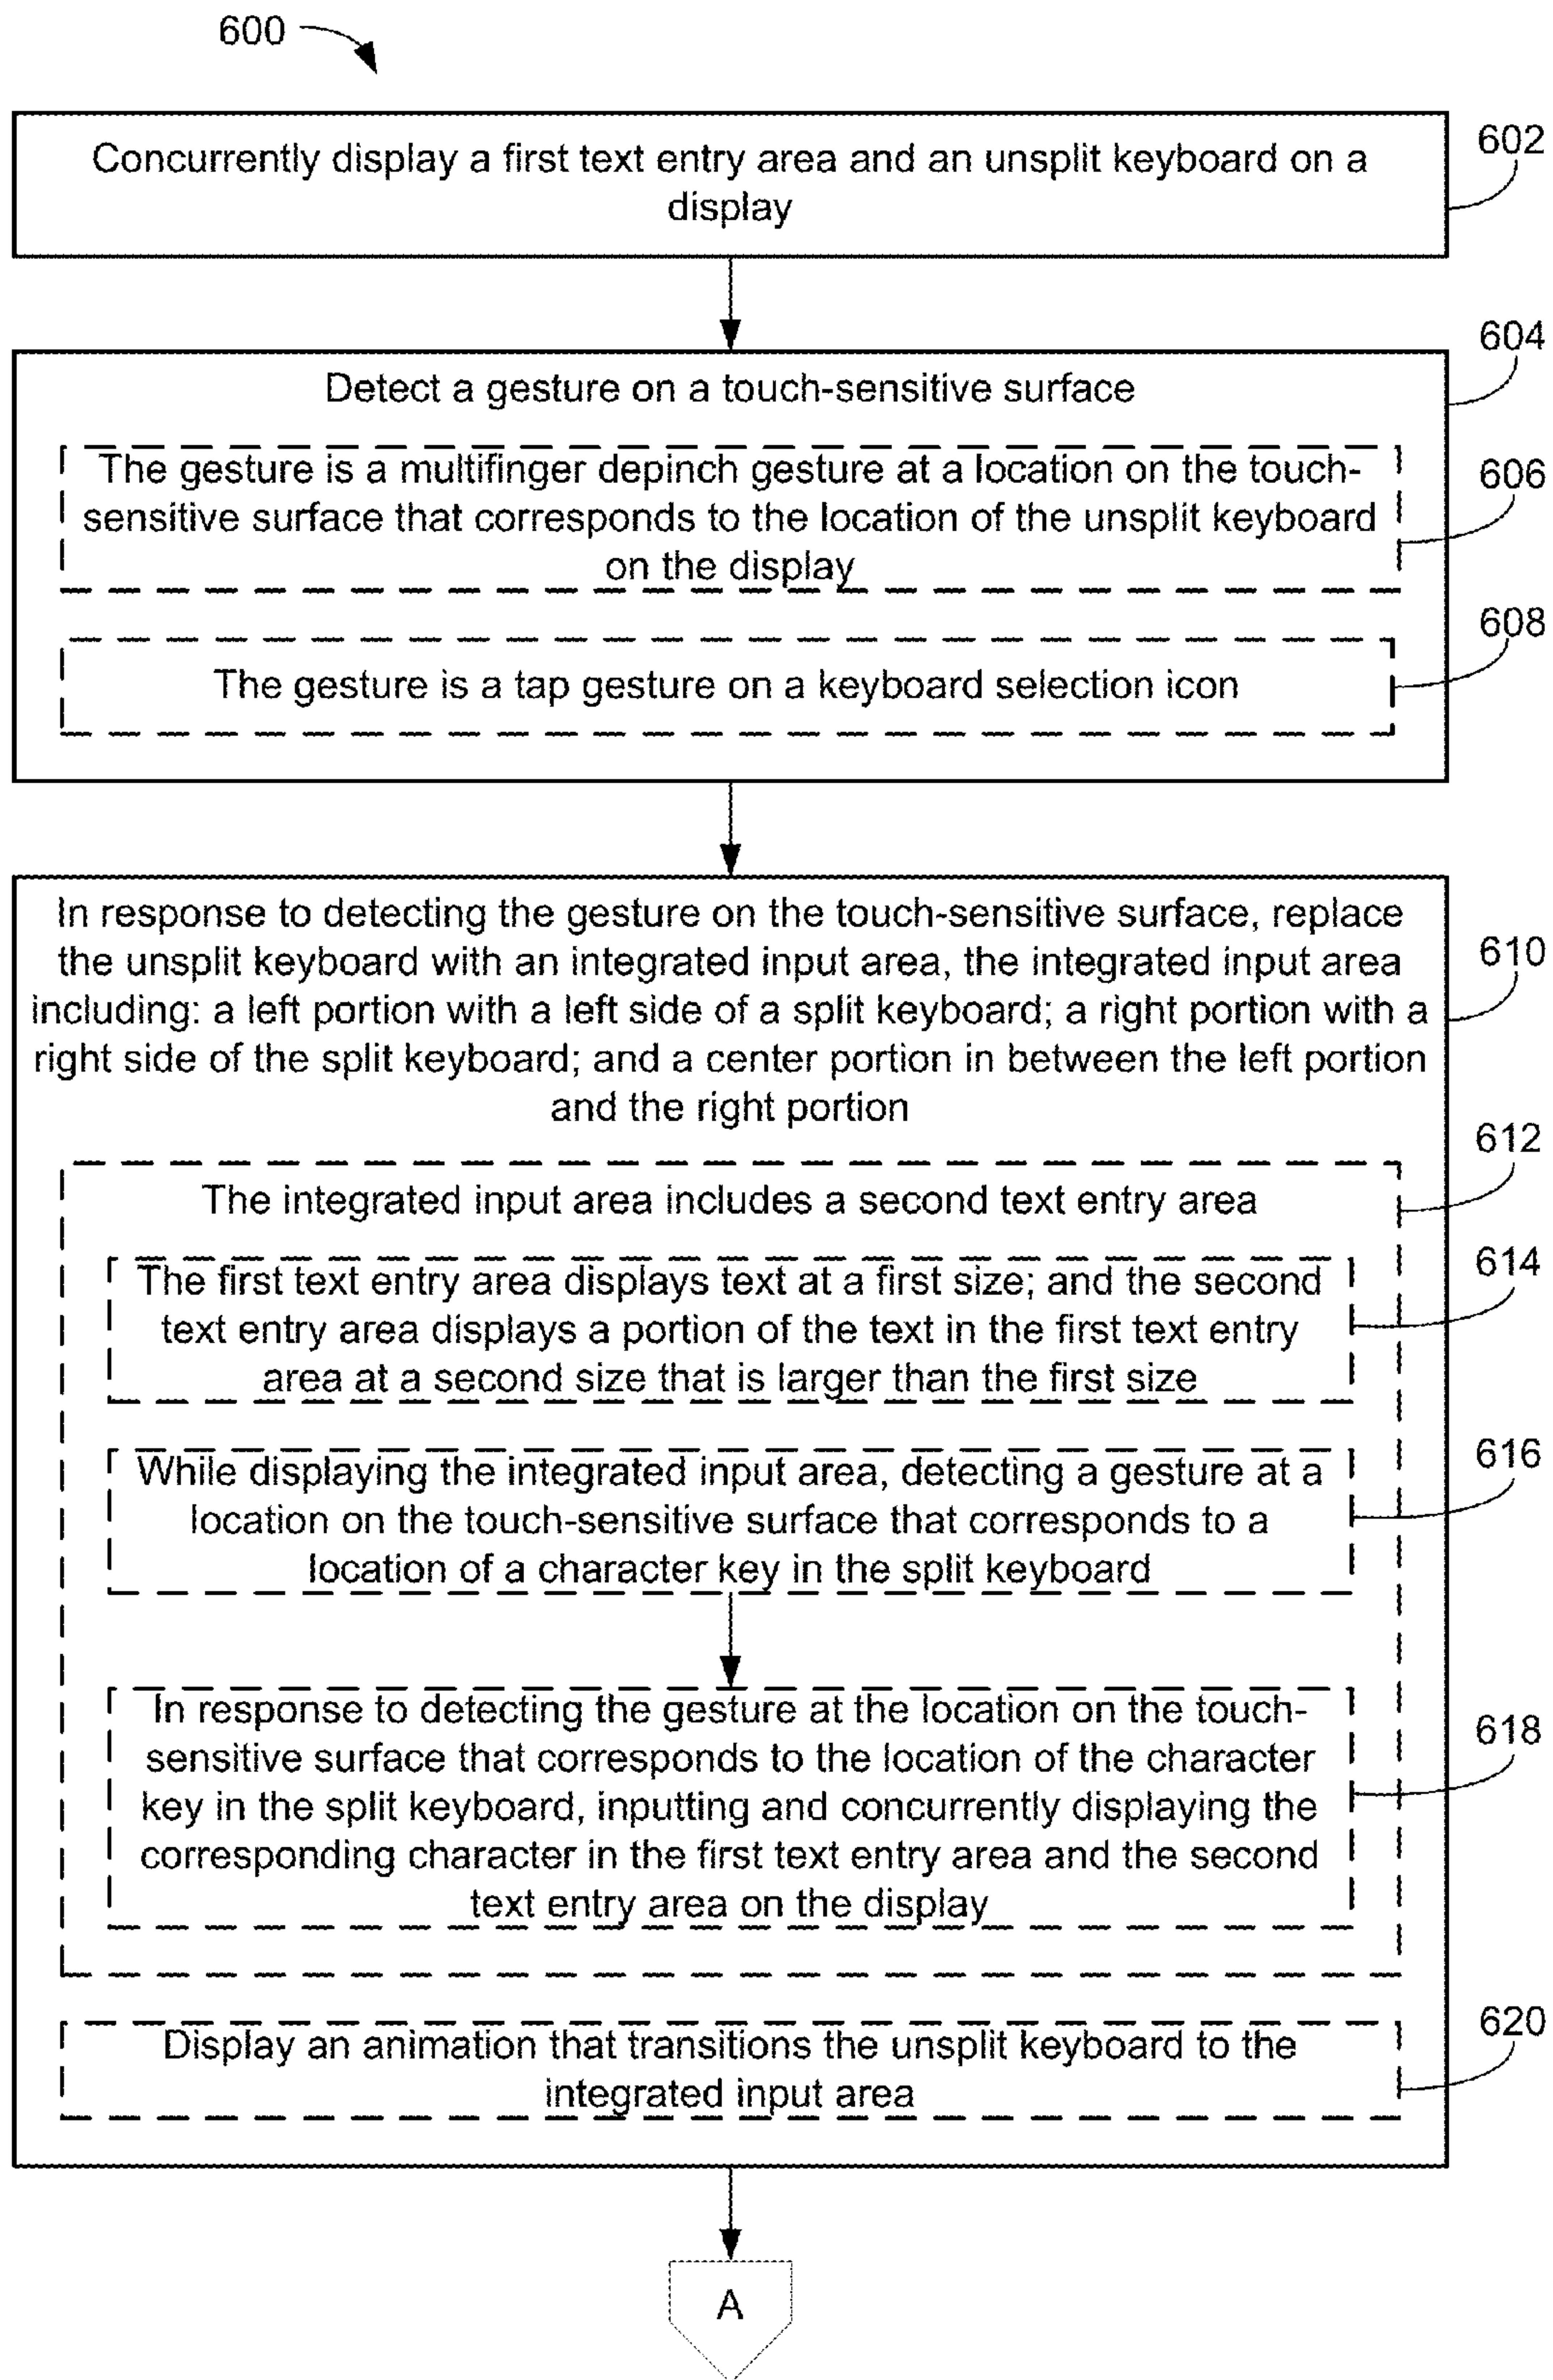 600
Concurrently display a first text entry area and an unsplit keyboard on a
display
602
Detect a gesture on a touch-sensitive surface
604
The gesture is a multifinger depinch gesture at a location on the touch-
sensitive surface that corresponds to the location of the unsplit keyboard
on the display
606
The gesture is a tap gesture on a keyboard selection icon
608
In response to detecting the gesture on the touch-sensitive surface, replace
the unsplit keyboard with an integrated input area, the integrated input area
including: a left portion with a left side of a split keyboard; a right portion with a
right side of the split keyboard; and a center portion in between the left portion
and the right portion
610
The integrated input area includes a second text entry area
612
The first text entry area displays text at a first size; and the second
text entry area displays a portion of the text in the first text entry
area at a second size that is larger than the first size
614
While displaying the integrated input area, detecting a gesture at a
location on the touch-sensitive surface that corresponds to a
location of a character key in the split keyboard
616
In response to detecting the gesture at the location on the touch-
sensitive surface that corresponds to the location of the character
key in the split keyboard, inputting and concurrently displaying the
corresponding character in the first text entry area and the second
text entry area on the display
618
Display an animation that transitions the unsplit keyboard to the
integrated input area
620
A